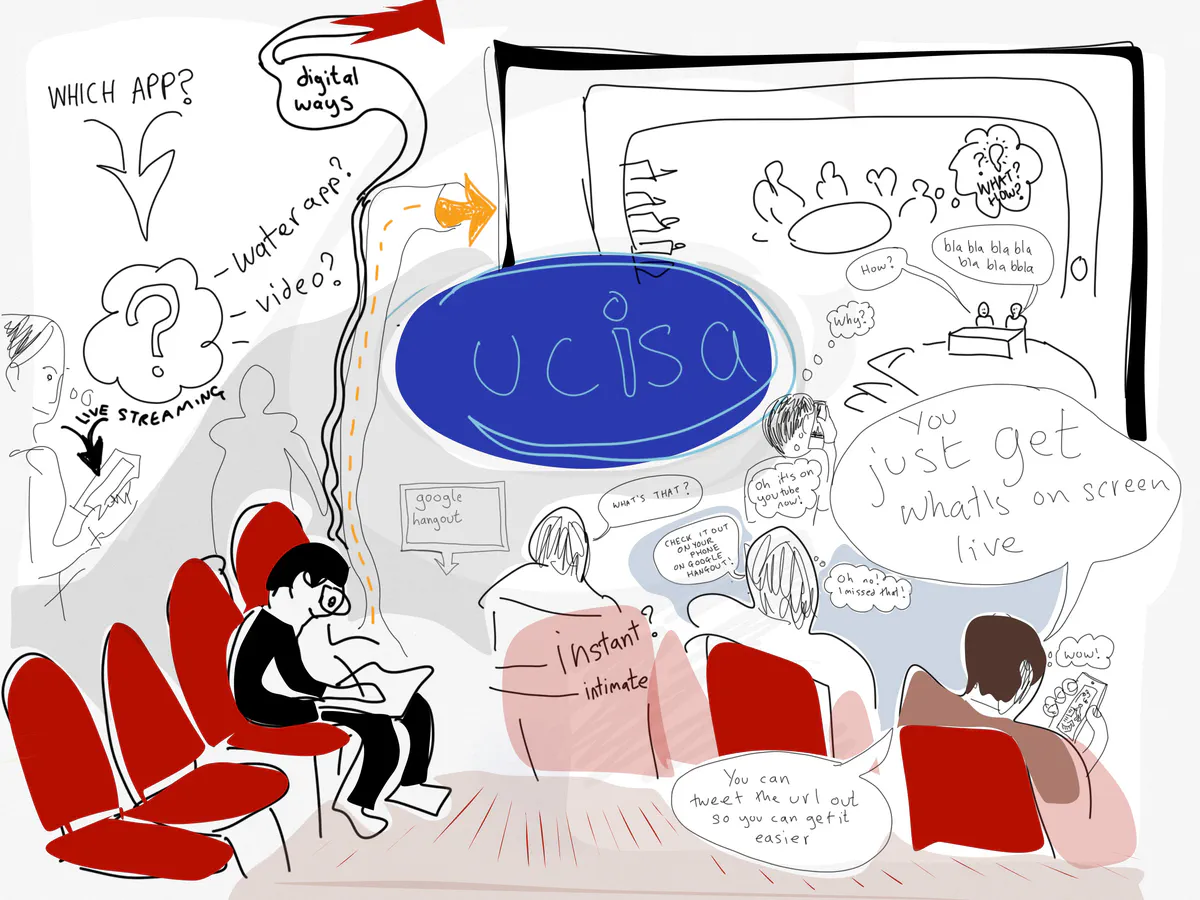 WHICH APP?
digital
ways
- water app?
- video?
-
?
LIVE STREAMING
ucisa
?
WHAT?
HOW?
How?
bla bla bla bla
bla bla bbla
Why?
You
just get
what's on screen
live
Oh it's on
youtube
now!
google
hangout
WHAT'S THAT?
CHECK IT OUT
ON YOUR
PHONE
ON GOOGLE
HANGOUT!
Oh no!
I missed that!
instant ?
intimate
wow!
You can
tweet the url out
so you can get it
easier